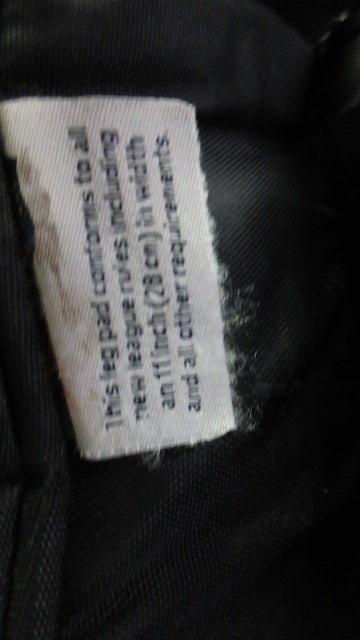 This leg pad conforms to all
new league rules including
an 11 inch (28 cm) in width
and all other requirements.